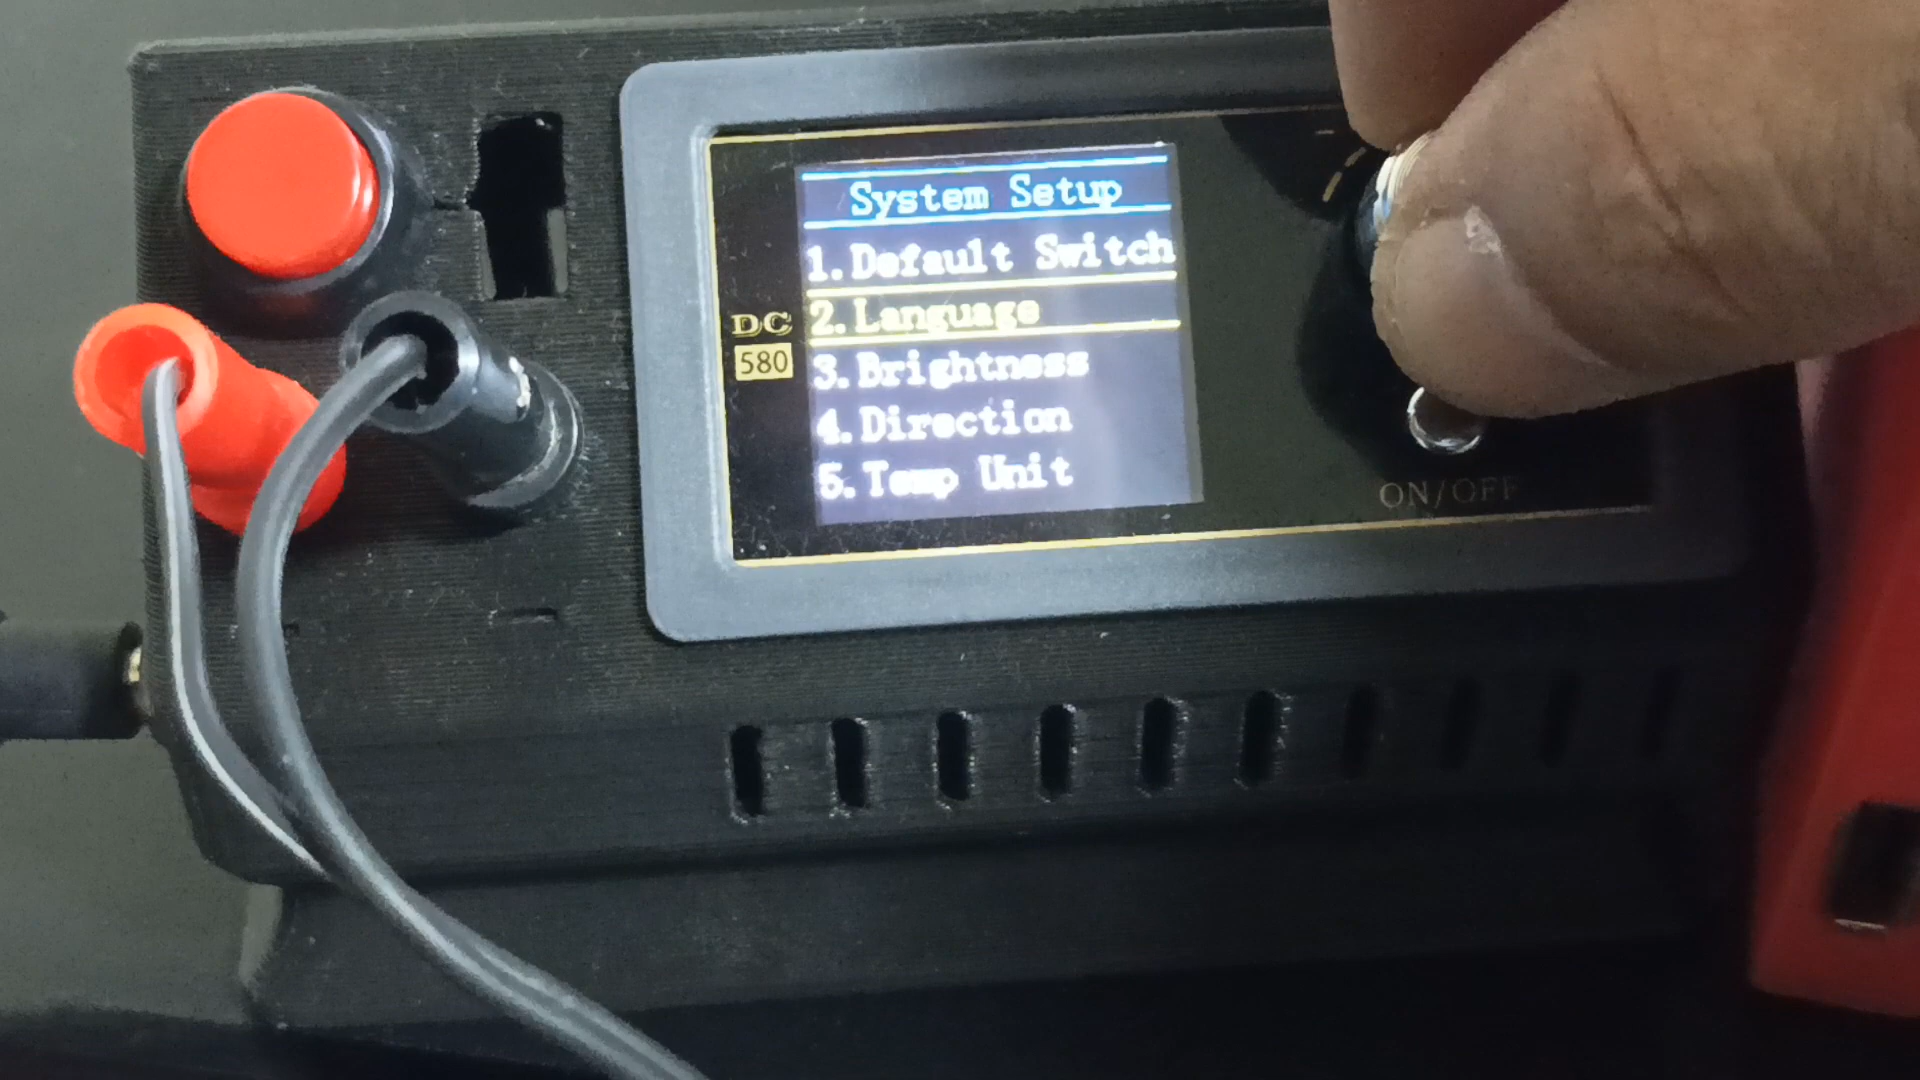 System Setup
1.Default Switch
2.Language
3.Brightness
4.Direction
5.Temp Unit
DC
580
ON/OFF